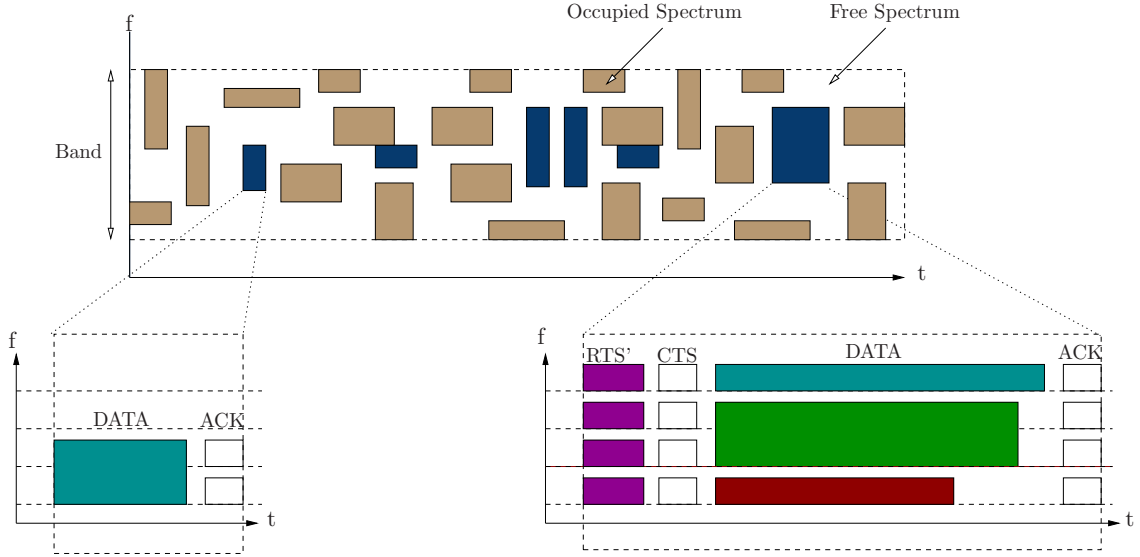 f
Occupied Spectrum
Free Spectrum
Band
t
f
DATA
ACK
t
f
RTS’
CTS
DATA
ACK
t